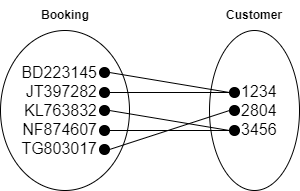 Booking
Customer
BD223145
JT397282
KL763832
NF874607
TG803017
1234
2804
3456